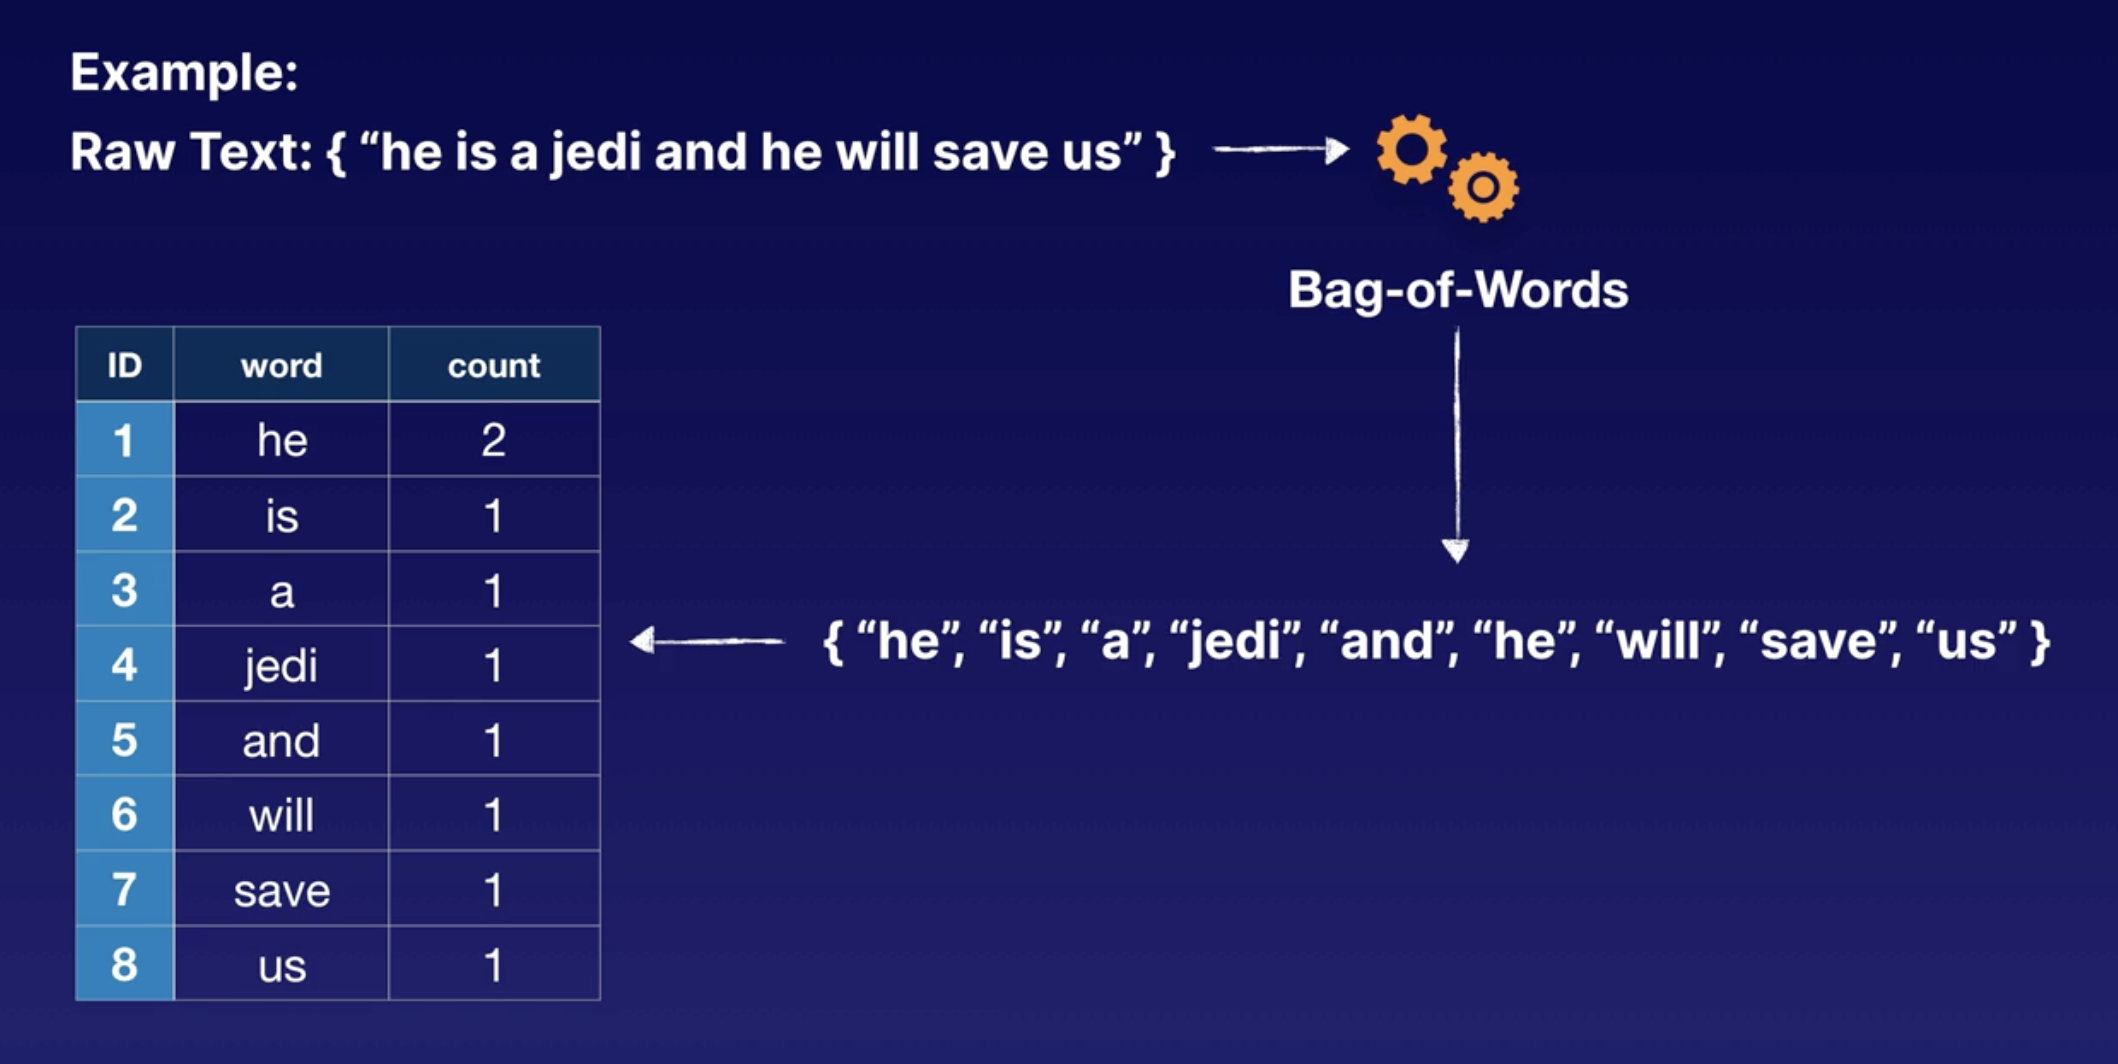 Example:
Raw Text: { “he is a jedi and he will save us” }
Bag-of-Words
{ “he”, “is”, “a”, “jedi”, “and”, “he”, “will”, “save”, “us” }
ID word count
1 he 2
2 is 1
3 a 1
4 jedi 1
5 and 1
6 will 1
7 save 1
8 us 1